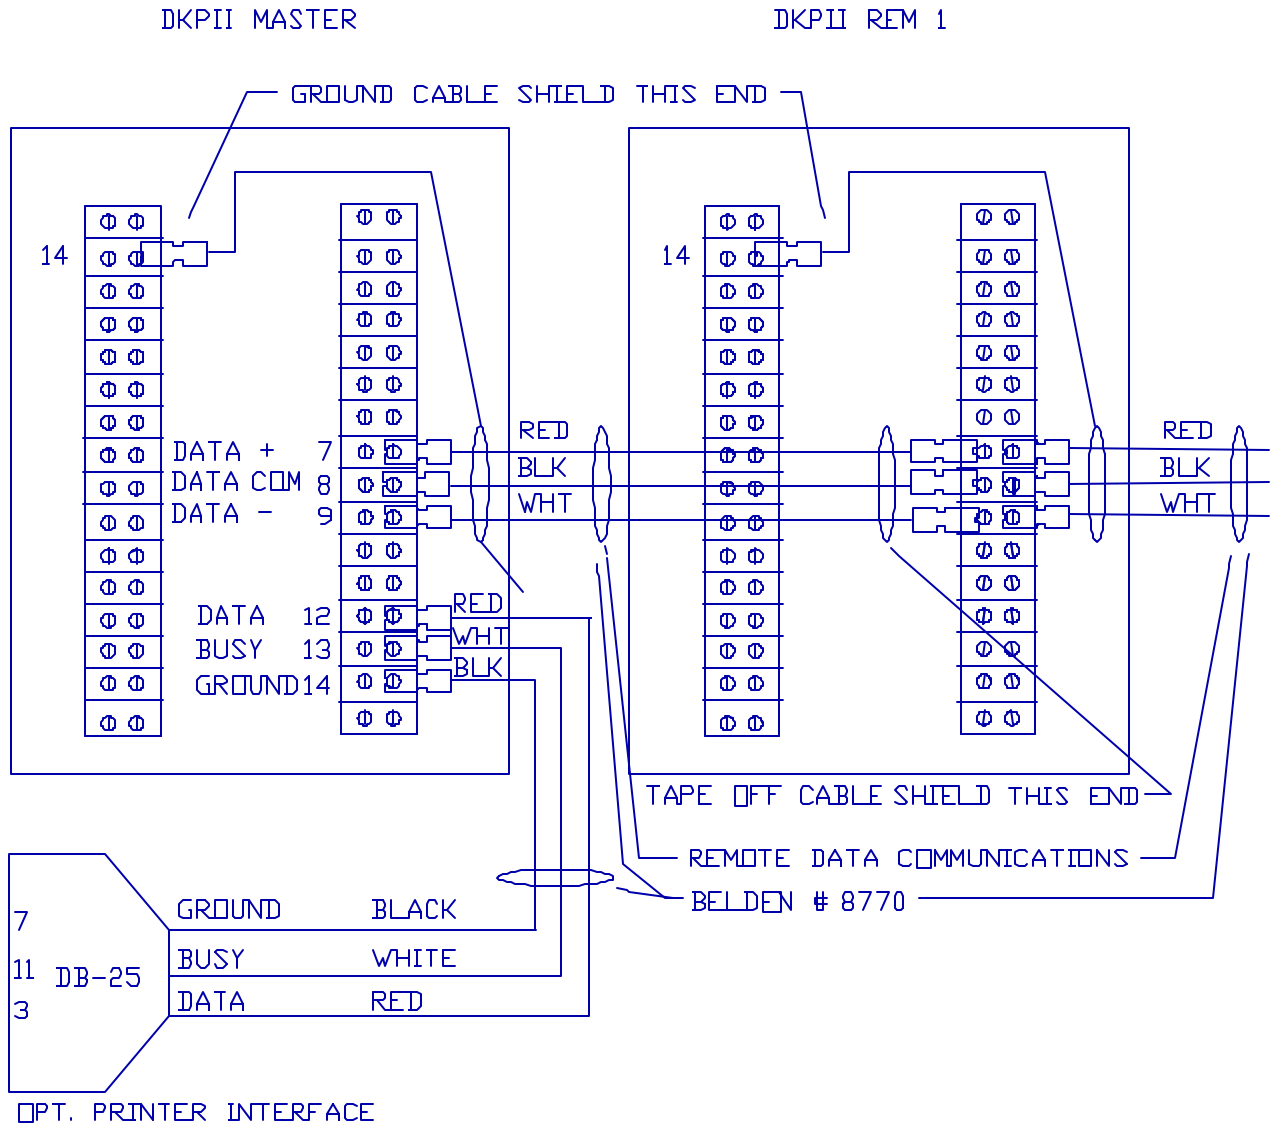 DKPII MASTER
DKPII REM 1
GROUND CABLE SHIELD THIS END
14
14
DATA + 7
DATA COM 8
DATA - 9
RED
BLK
WHT
RED
BLK
WHT
DATA 12
BUSY 13
GROUND 14
RED
WHT
BLK
TAPE OFF CABLE SHIELD THIS END
REMOTE DATA COMMUNICATIONS
BELDEN # 8770
7
11
3
DB-25
GROUND BLACK
BUSY WHITE
DATA RED
OPT. PRINTER INTERFACE